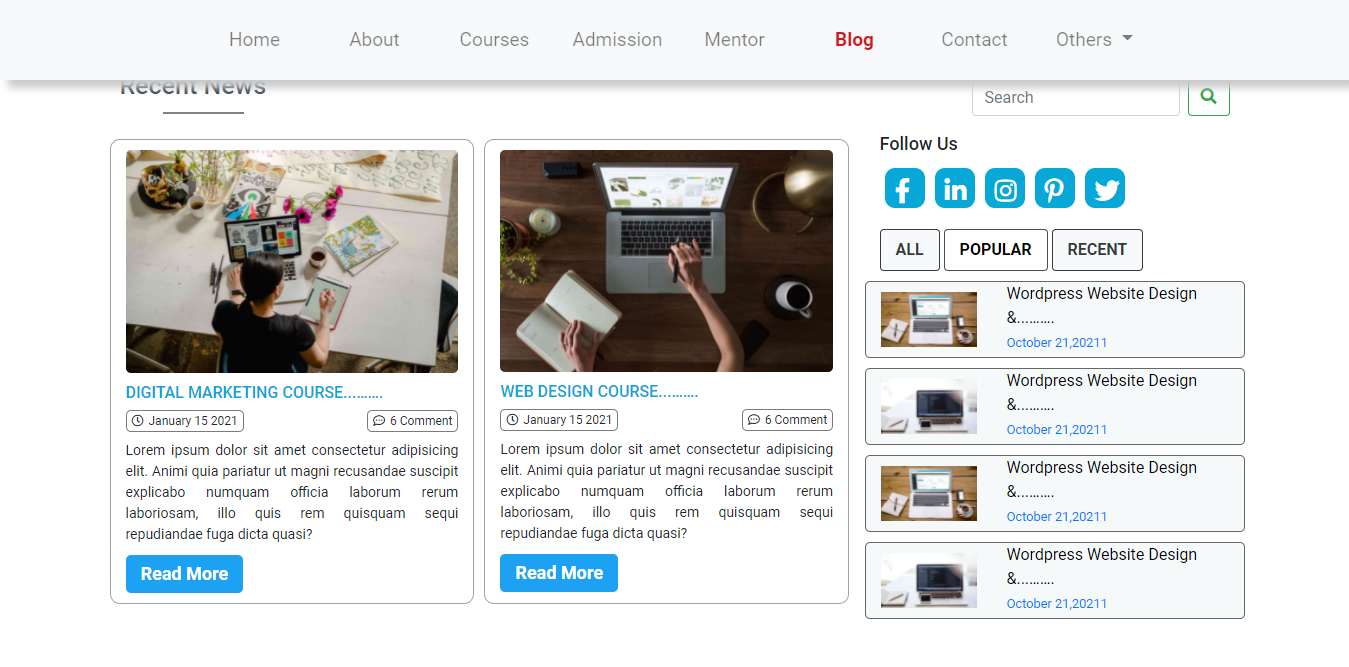 Home About Courses Admission Mentor Blog Contact Others
Recent News
Search
Follow Us
ALL POPULAR RECENT
DIGITAL MARKETING COURSE..........
January 15 2021 6 Comment
Lorem ipsum dolor sit amet consectetur adipisicing
elit. Animi quia pariatur ut magni recusandae suscipit
explicabo numquam officia laborum rerum
laboriosam, illo quis rem quisquam sequi
repudiandae fuga dicta quasi?
Read More
WEB DESIGN COURSE..........
January 15 2021 6 Comment
Lorem ipsum dolor sit amet consectetur adipisicing
elit. Animi quia pariatur ut magni recusandae suscipit
explicabo numquam officia laborum rerum
laboriosam, illo quis rem quisquam sequi
repudiandae fuga dicta quasi?
Read More
Wordpress Website Design
&..........
October 21,20211
Wordpress Website Design
&..........
October 21,20211
Wordpress Website Design
&..........
October 21,20211
Wordpress Website Design
&..........
October 21,20211